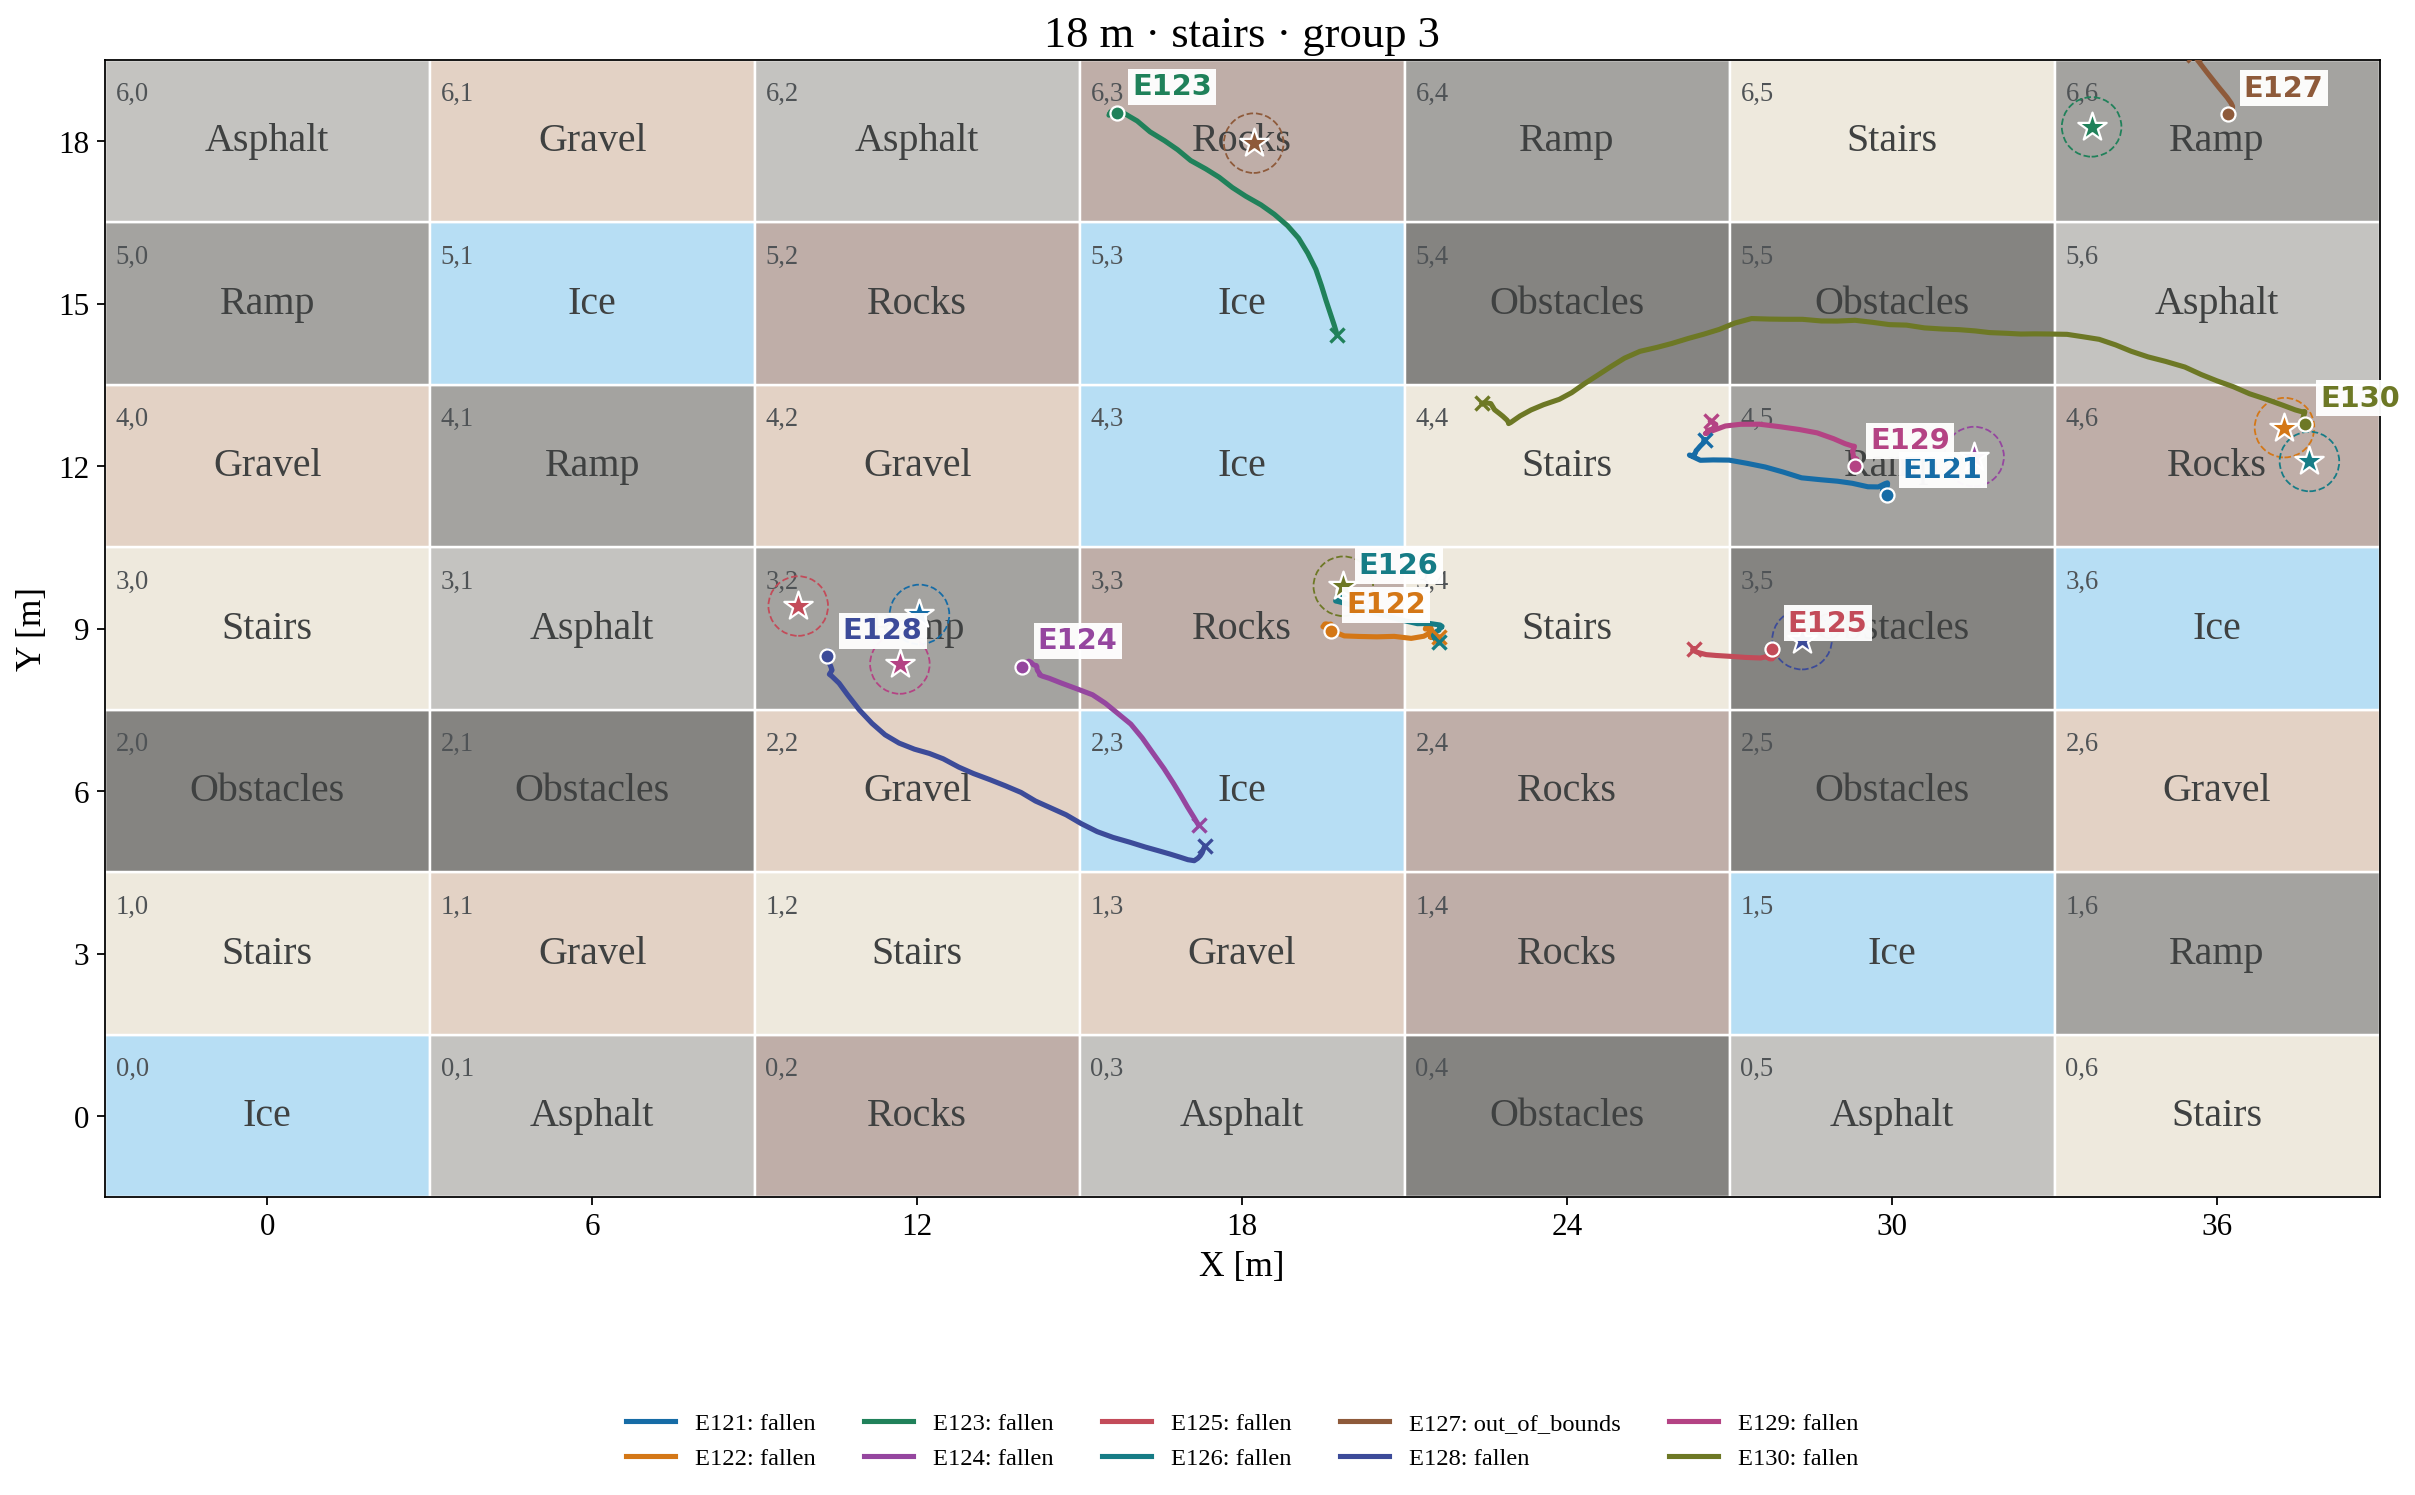 18 m · stairs · group 3
6,0 6,1 6,2 6,3 6,4 6,5 6,6
E123 E127
Asphalt Gravel Asphalt Rocks Ramp Stairs Ramp
5,0 5,1 5,2 5,3 5,4 5,5 5,6
Ramp Ice Rocks Ice Obstacles Obstacles Asphalt
E130
4,0 4,1 4,2 4,3 4,4 4,5 4,6
E129
Gravel Ramp Gravel Ice Stairs Rocks
E121
E126
3,0 3,1 3,2 3,3 3,5 3,6
E122
E128 E124 E125
Stairs Asphalt Rocks Stairs Ice
2,0 2,1 2,2 2,3 2,4 2,5 2,6
Obstacles Obstacles Gravel Ice Rocks Obstacles Gravel
1,0 1,1 1,2 1,3 1,4 1,5 1,6
Stairs Gravel Stairs Gravel Rocks Ice Ramp
0,0 0,1 0,2 0,3 0,4 0,5 0,6
Ice Asphalt Rocks Asphalt Obstacles Asphalt Stairs
18
15
12
9
6
3
0
Y [m]
0 6 12 18 24 30 36
X [m]
E121: fallen E123: fallen E125: fallen E127: out_of_bounds E129: fallen
E122: fallen E124: fallen E126: fallen E128: fallen E130: fallen